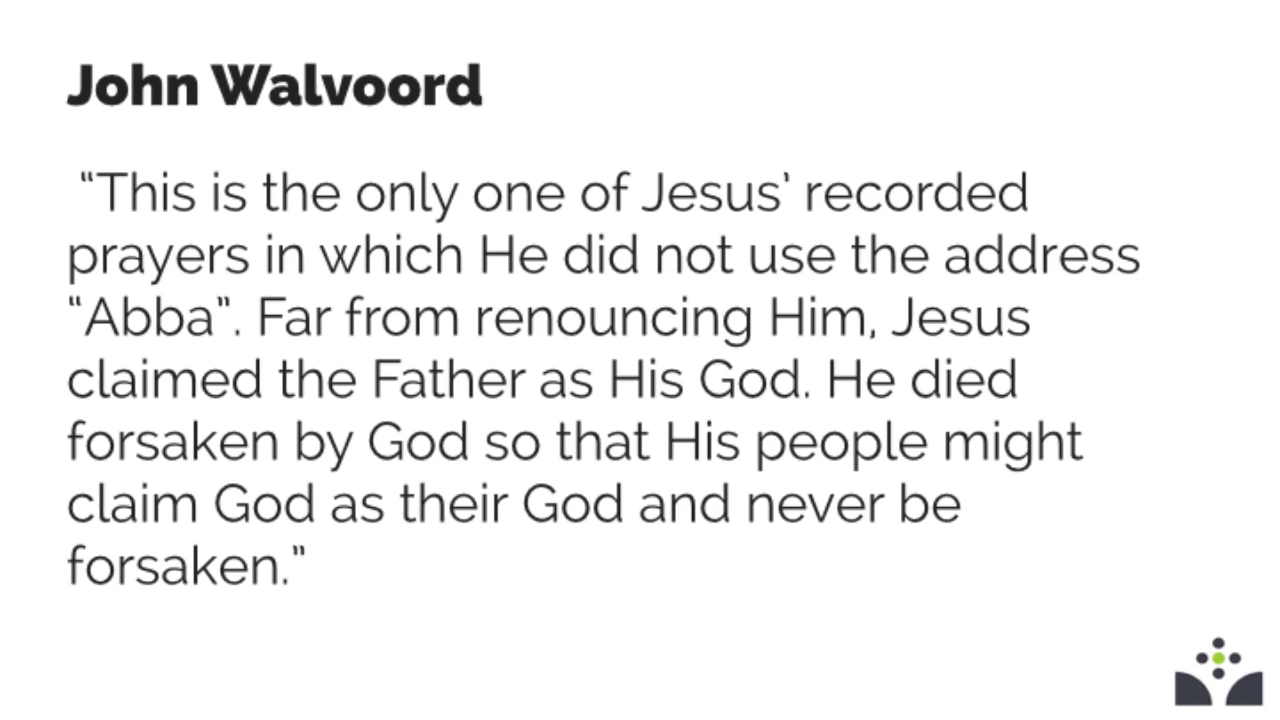 John Walvoord
“This is the only one of Jesus’ recorded
prayers in which He did not use the address
“Abba”. Far from renouncing Him, Jesus
claimed the Father as His God. He died
forsaken by God so that His people might
claim God as their God and never be
forsaken.”